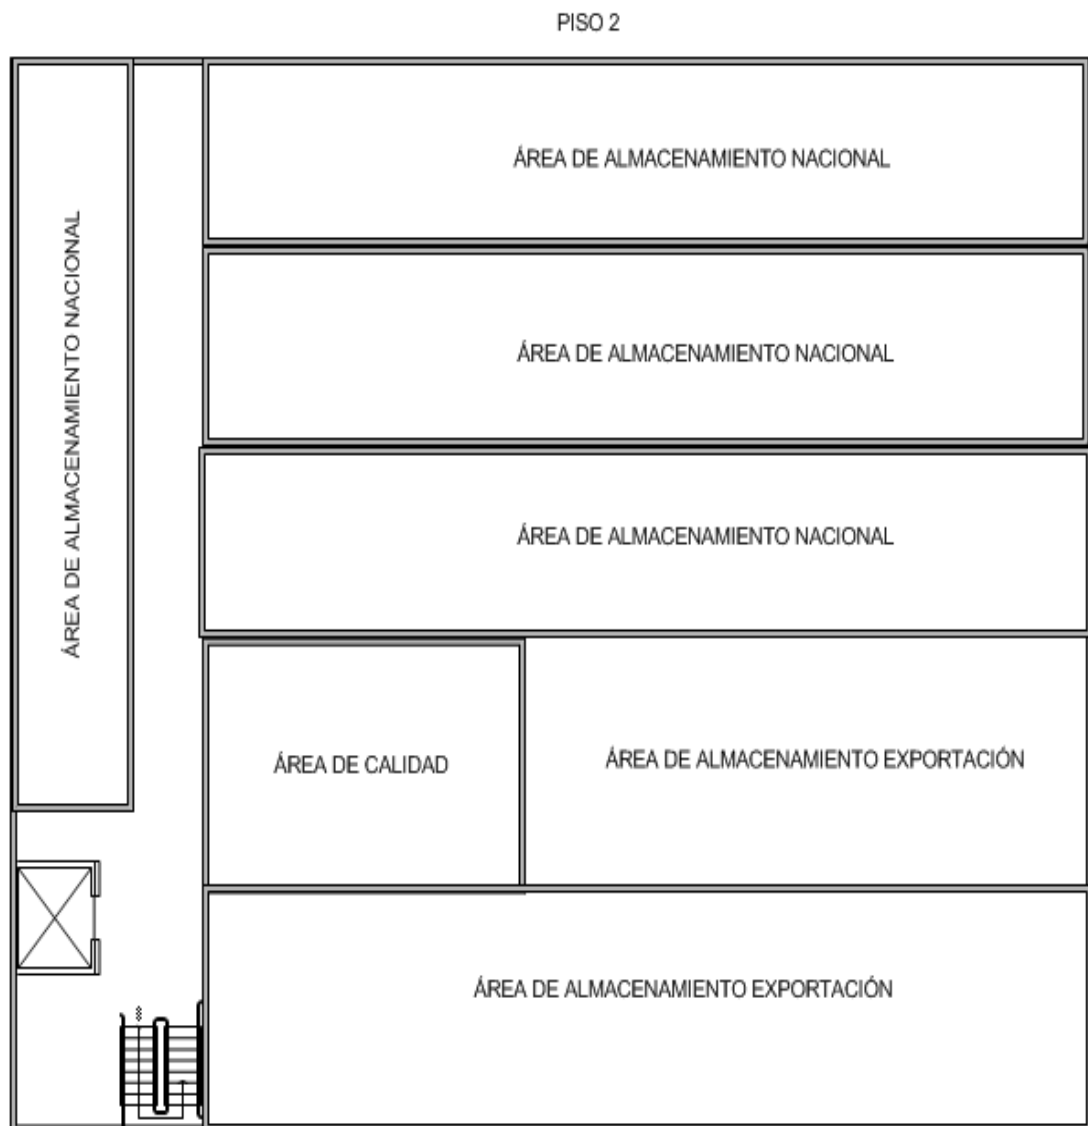 PISO 2
ÁREA DE ALMACENAMIENTO NACIONAL
ÁREA DE ALMACENAMIENTO NACIONAL
ÁREA DE ALMACENAMIENTO NACIONAL
ÁREA DE ALMACENAMIENTO NACIONAL
ÁREA DE CALIDAD
ÁREA DE ALMACENAMIENTO EXPORTACIÓN
ÁREA DE ALMACENAMIENTO EXPORTACIÓN